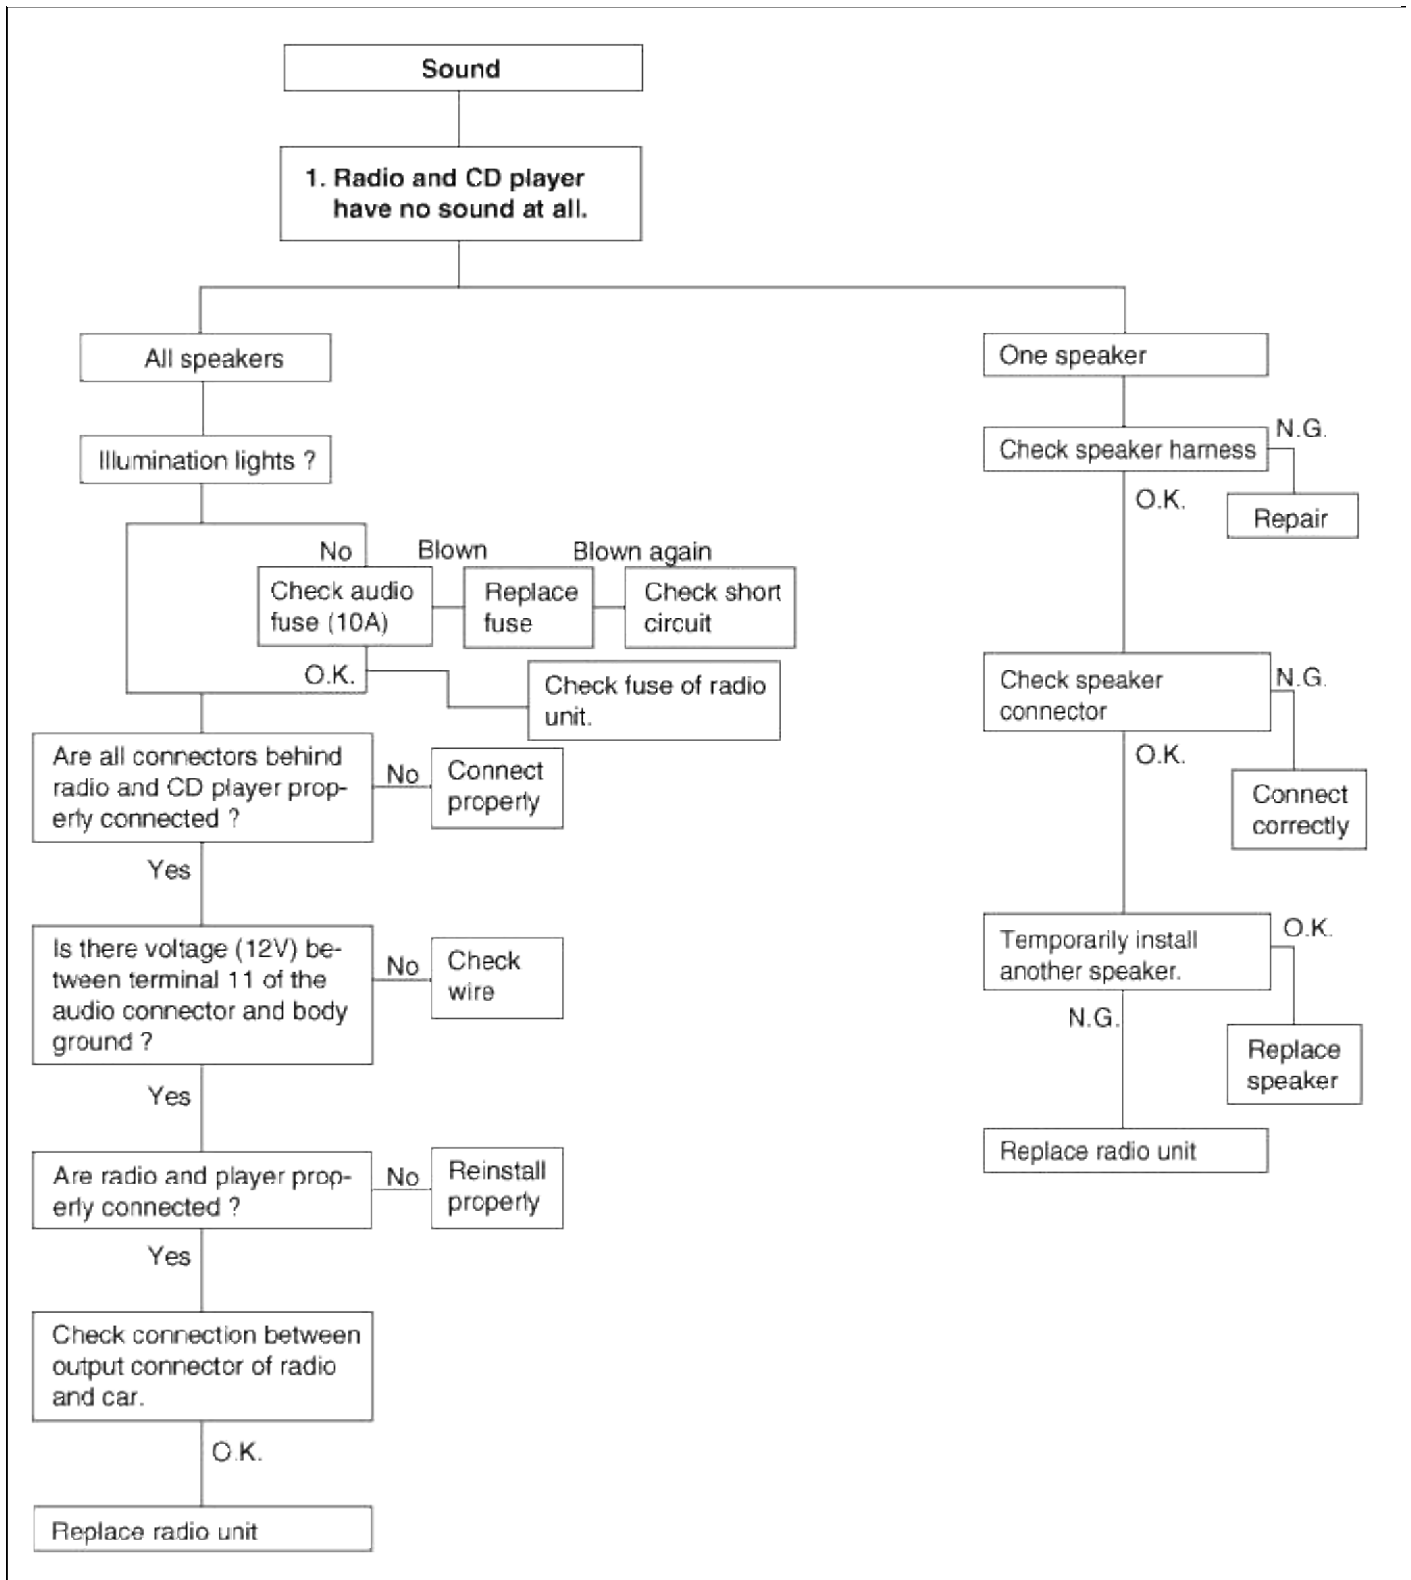 Sound
1. Radio and CD player
have no sound at all.
All speakers
Illumination lights ?
No
Blown
Blown again
Check audio
fuse (10A)
Replace
fuse
Check short
circuit
O.K.
Check fuse of radio
unit.
Are all connectors behind
radio and CD player prop-
erly connected ?
No
Connect
properly
Yes
Is there voltage (12V) be-
tween terminal 11 of the
audio connector and body
ground ?
No
Check
wire
Yes
Are radio and player prop-
erly connected ?
No
Reinstall
properly
Yes
Check connection between
output connector of radio
and car.
O.K.
Replace radio unit
One speaker
Check speaker harness
N.G.
Repair
O.K.
Check speaker
connector
N.G.
Connect
correctly
O.K.
Temporarily install
another speaker.
O.K.
Replace
speaker
N.G.
Replace radio unit